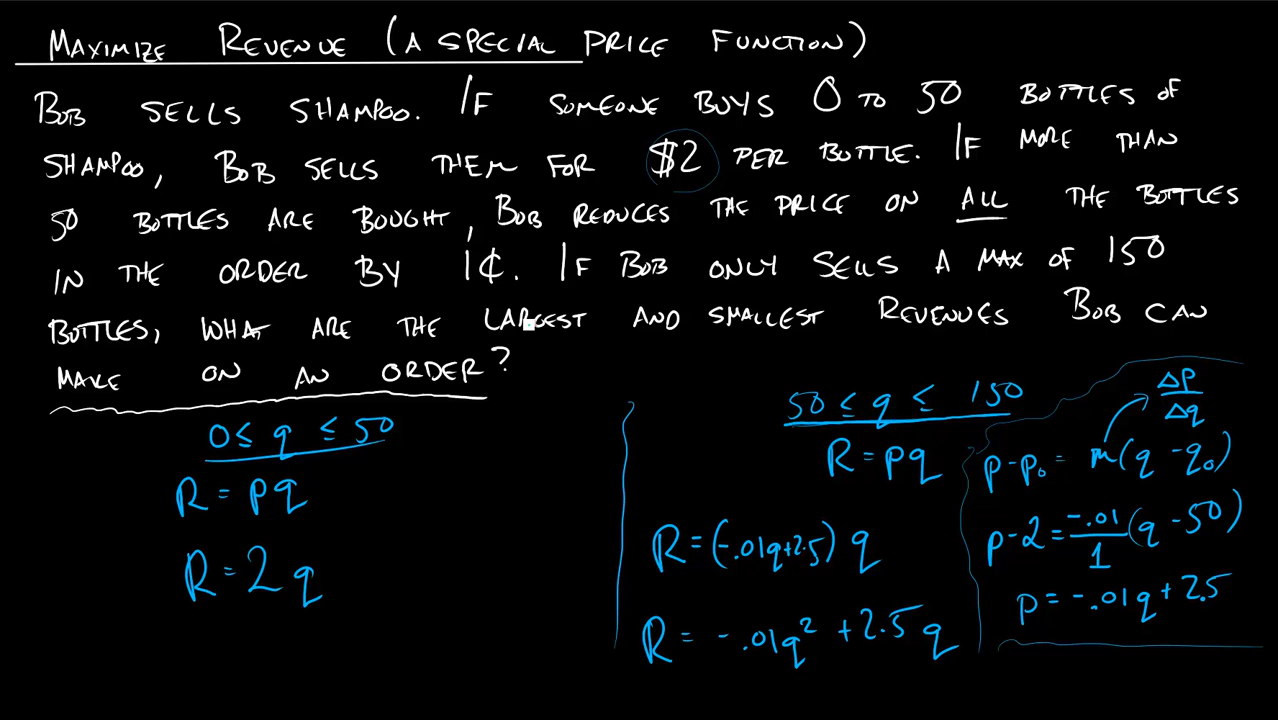 MAXIMIZE REVENUE (A SPECIAL PRICE FUNCTION)
BOB SELLS SHAMPOO. IF SOMEONE BUYS 0 TO 50 BOTTLES OF
SHAMPOO, BOB SELLS THEM FOR $2 PER BOTTLE. IF MORE THAN
50 BOTTLES ARE BOUGHT, BOB REDUCES THE PRICE ON ALL THE BOTTLES
IN THE ORDER BY 1¢. IF BOB ONLY SELLS A MAX OF 150
BOTTLES, WHAT ARE THE LARGEST AND SMALLEST REVENUES BOB CAN
MAKE ON AN ORDER?
0 ≤ q ≤ 50
R = pq
R = 2q
50 ≤ q ≤ 150
R = pq
R = (-.01q+2.5) q
R = -.01q² + 2.5q
Δp/Δq
p-p₀ = m(q-q₀)
p-2 = -.01/1 (q-50)
p = -.01q + 2.5